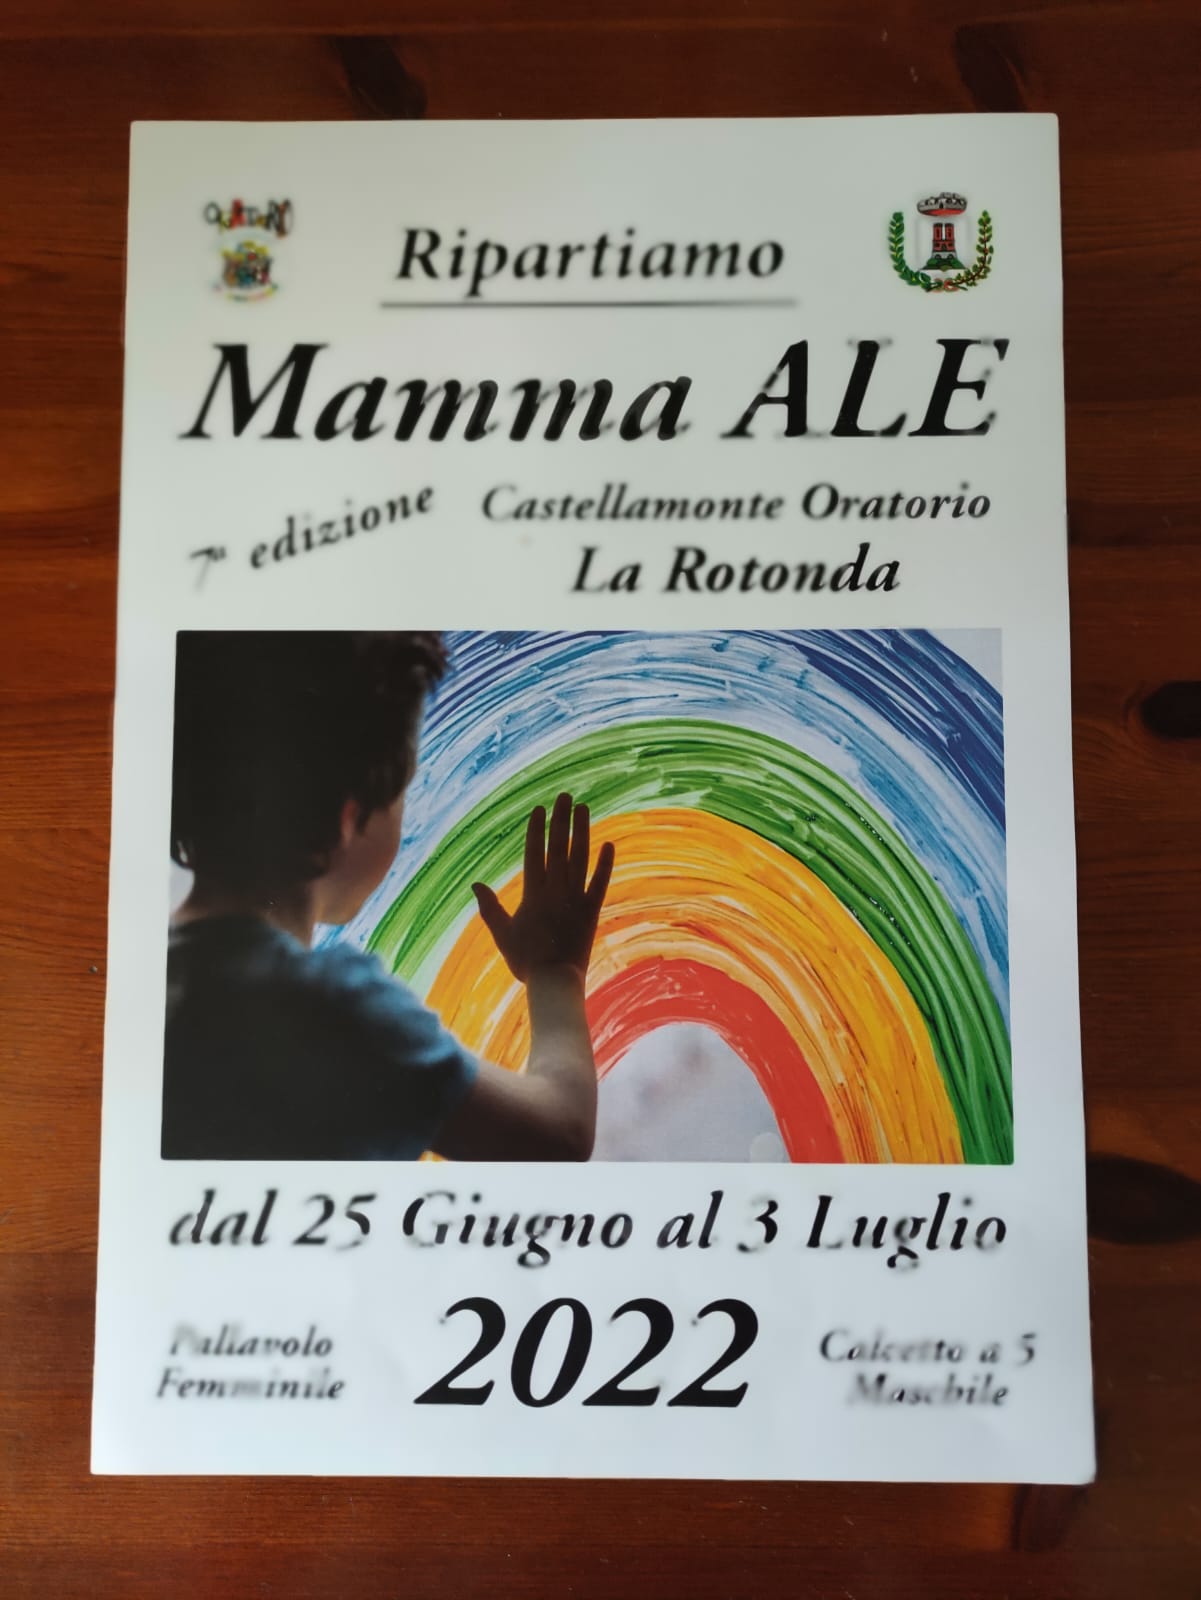 ORATORIO
Ripartiamo
Mamma ALE
7ª edizione
Castellamonte Oratorio
La Rotonda
dal 25 Giugno al 3 Luglio
2022
Pallavolo
Femminile
Calcetto a 5
Maschile